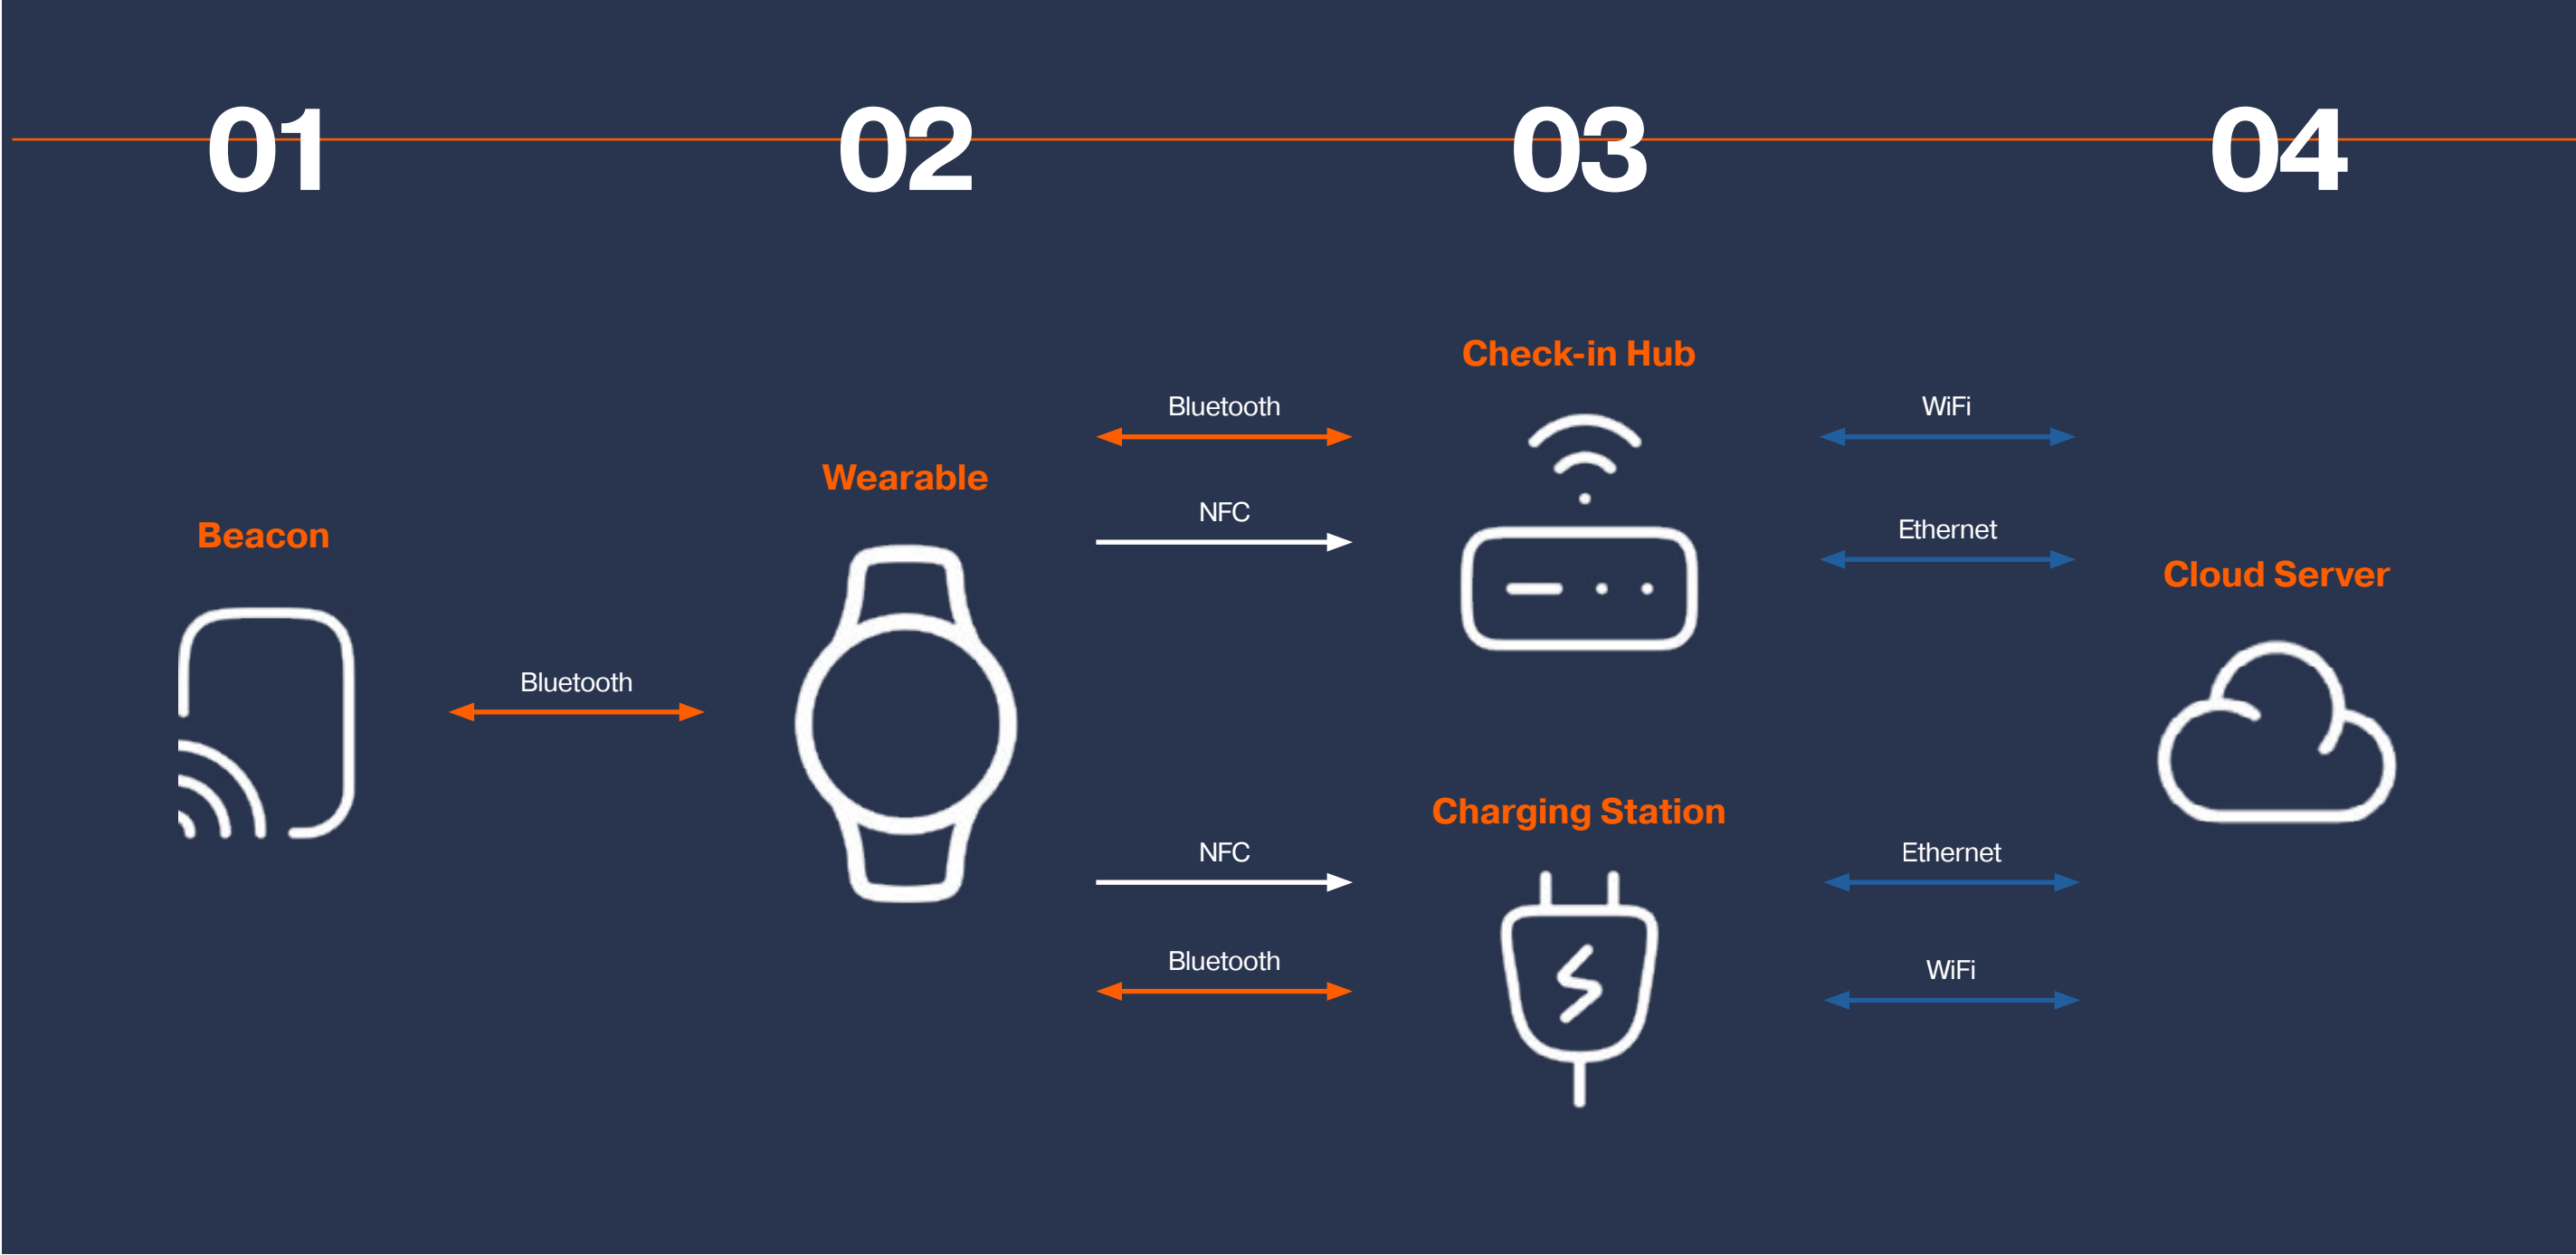 01
02
03
04
Beacon
Bluetooth
Wearable
Bluetooth
NFC
NFC
Bluetooth
Check-in Hub
Charging Station
WiFi
Ethernet
Ethernet
WiFi
Cloud Server